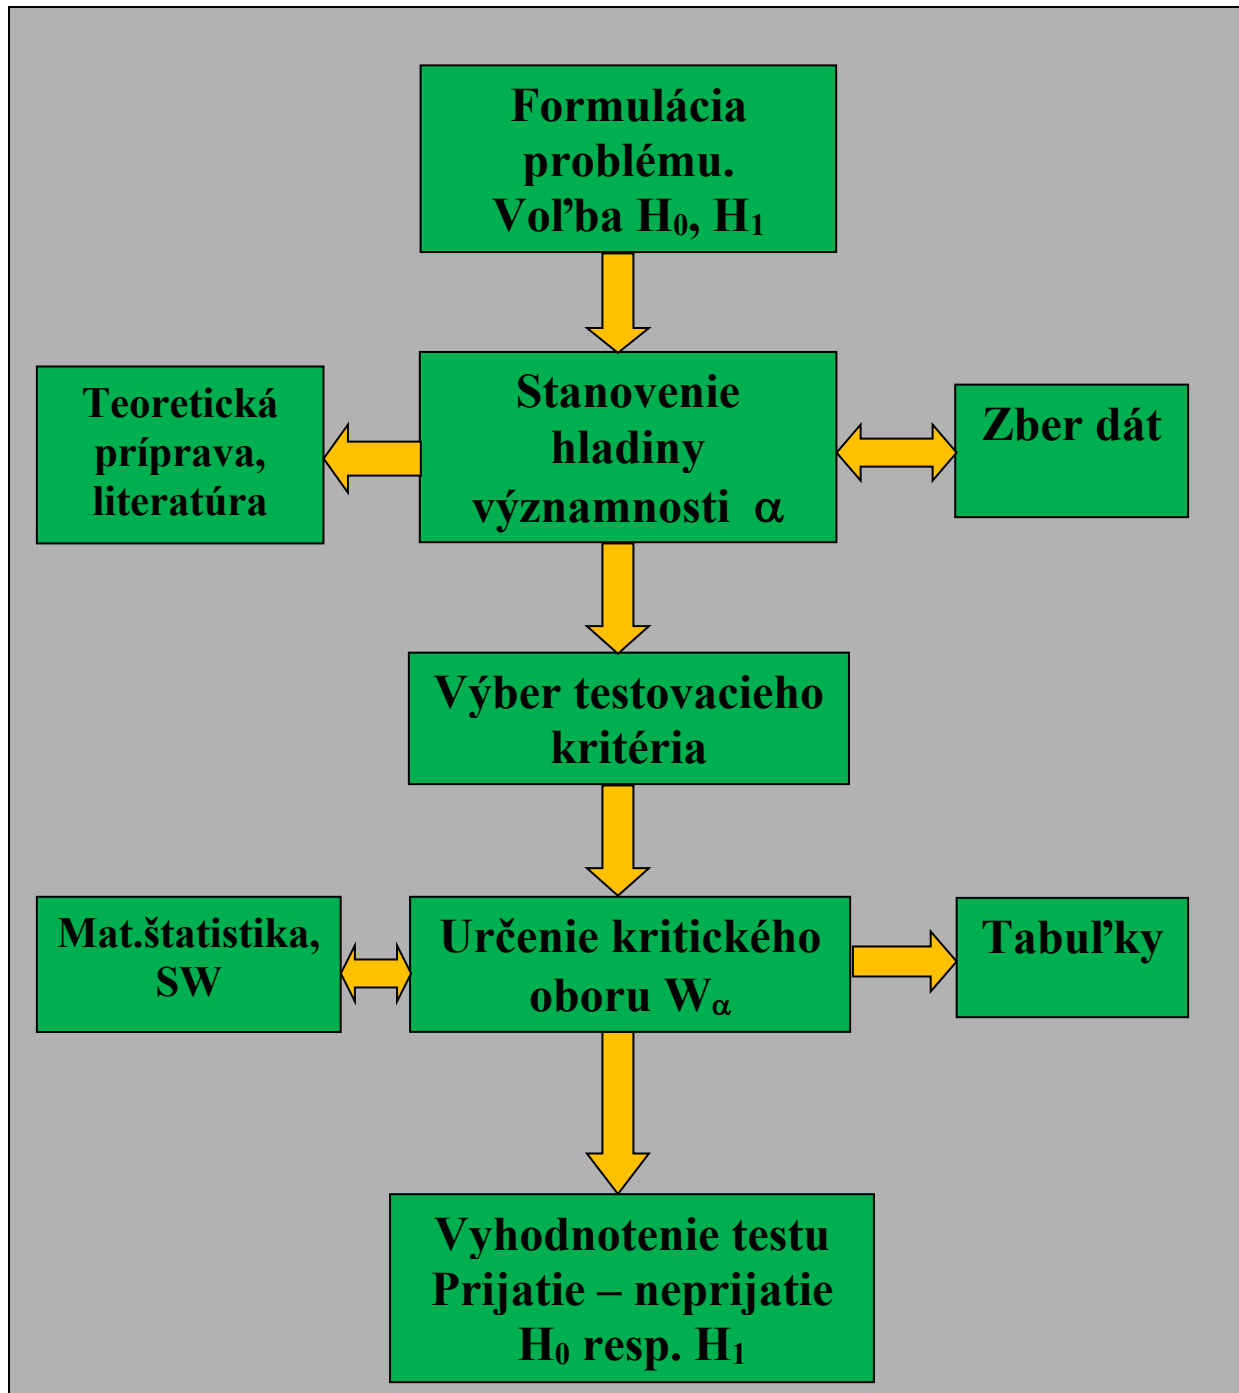 Formulácia
problému.
Voľba H₀, H₁
Teoretická
príprava,
literatúra
Stanovenie
hladiny
významnosti α
Zber dát
Výber testovacieho
kritéria
Mat.štatistika,
SW
Určenie kritického
oboru Wα
Tabuľky
Vyhodnotenie testu
Prijatie – neprijatie
H₀ resp. H₁